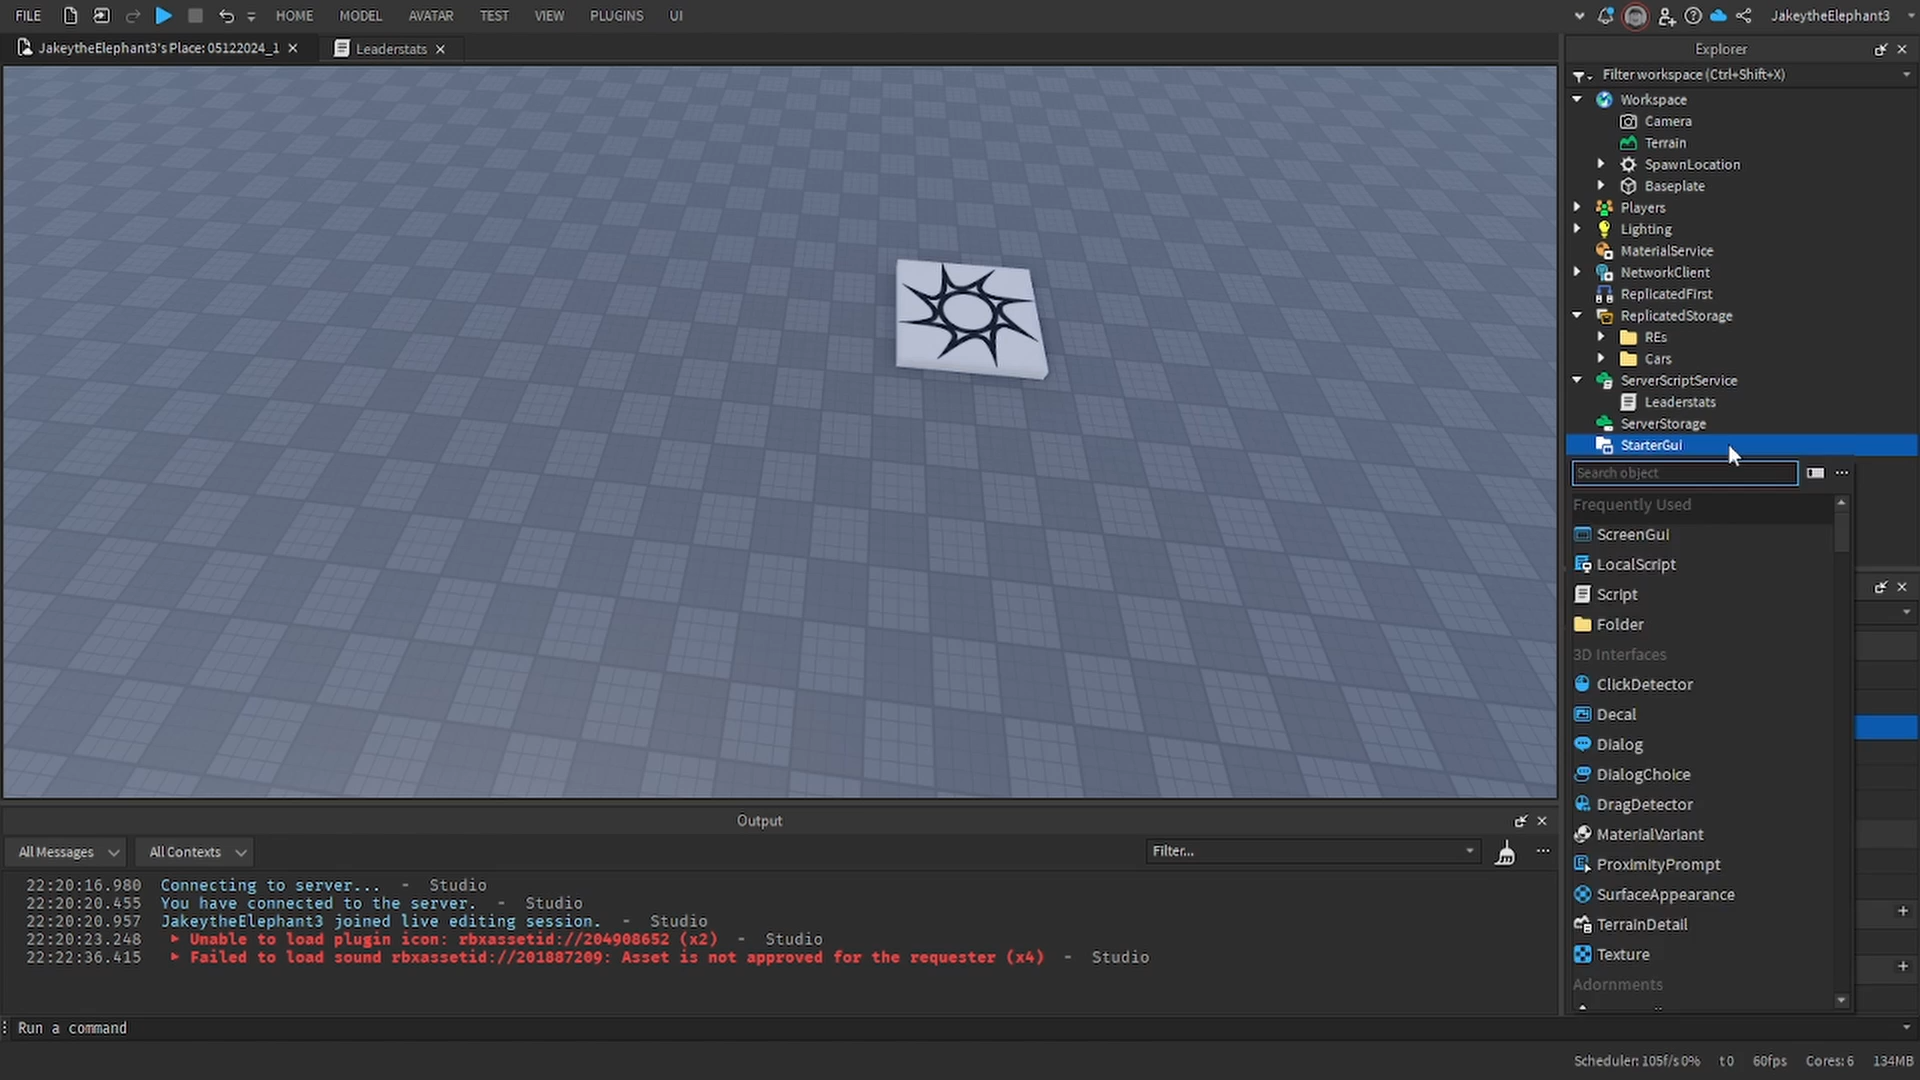 FILE HOME MODEL AVATAR TEST VIEW PLUGINS UI JakeytheElephant3
JakeytheElephant3's Place: 05122024_1 Leaderstats
Explorer
Filter workspace (Ctrl+Shift+X)
Workspace
Camera
Terrain
SpawnLocation
Baseplate
Players
Lighting
MaterialService
NetworkClient
ReplicatedFirst
ReplicatedStorage
REs
Cars
ServerScriptService
Leaderstats
ServerStorage
StarterGui
Search object
Frequently Used
ScreenGui
LocalScript
Script
Folder
3D Interfaces
ClickDetector
Decal
Dialog
DialogChoice
DragDetector
MaterialVariant
ProximityPrompt
SurfaceAppearance
TerrainDetail
Texture
Adornments
Output
All Messages All Contexts Filter...
22:20:16.980 Connecting to server... - Studio
22:20:20.455 You have connected to the server. - Studio
22:20:20.957 JakeytheElephant3 joined live editing session. - Studio
22:20:23.248 Unable to load plugin icon: rbxassetid://204908652 (x2) - Studio
22:22:36.415 Failed to load sound rbxassetid://201887209: Asset is not approved for the requester (x4) - Studio
Run a command
Scheduler: 105f/s 0% t 0 60fps Cores: 6 134MB